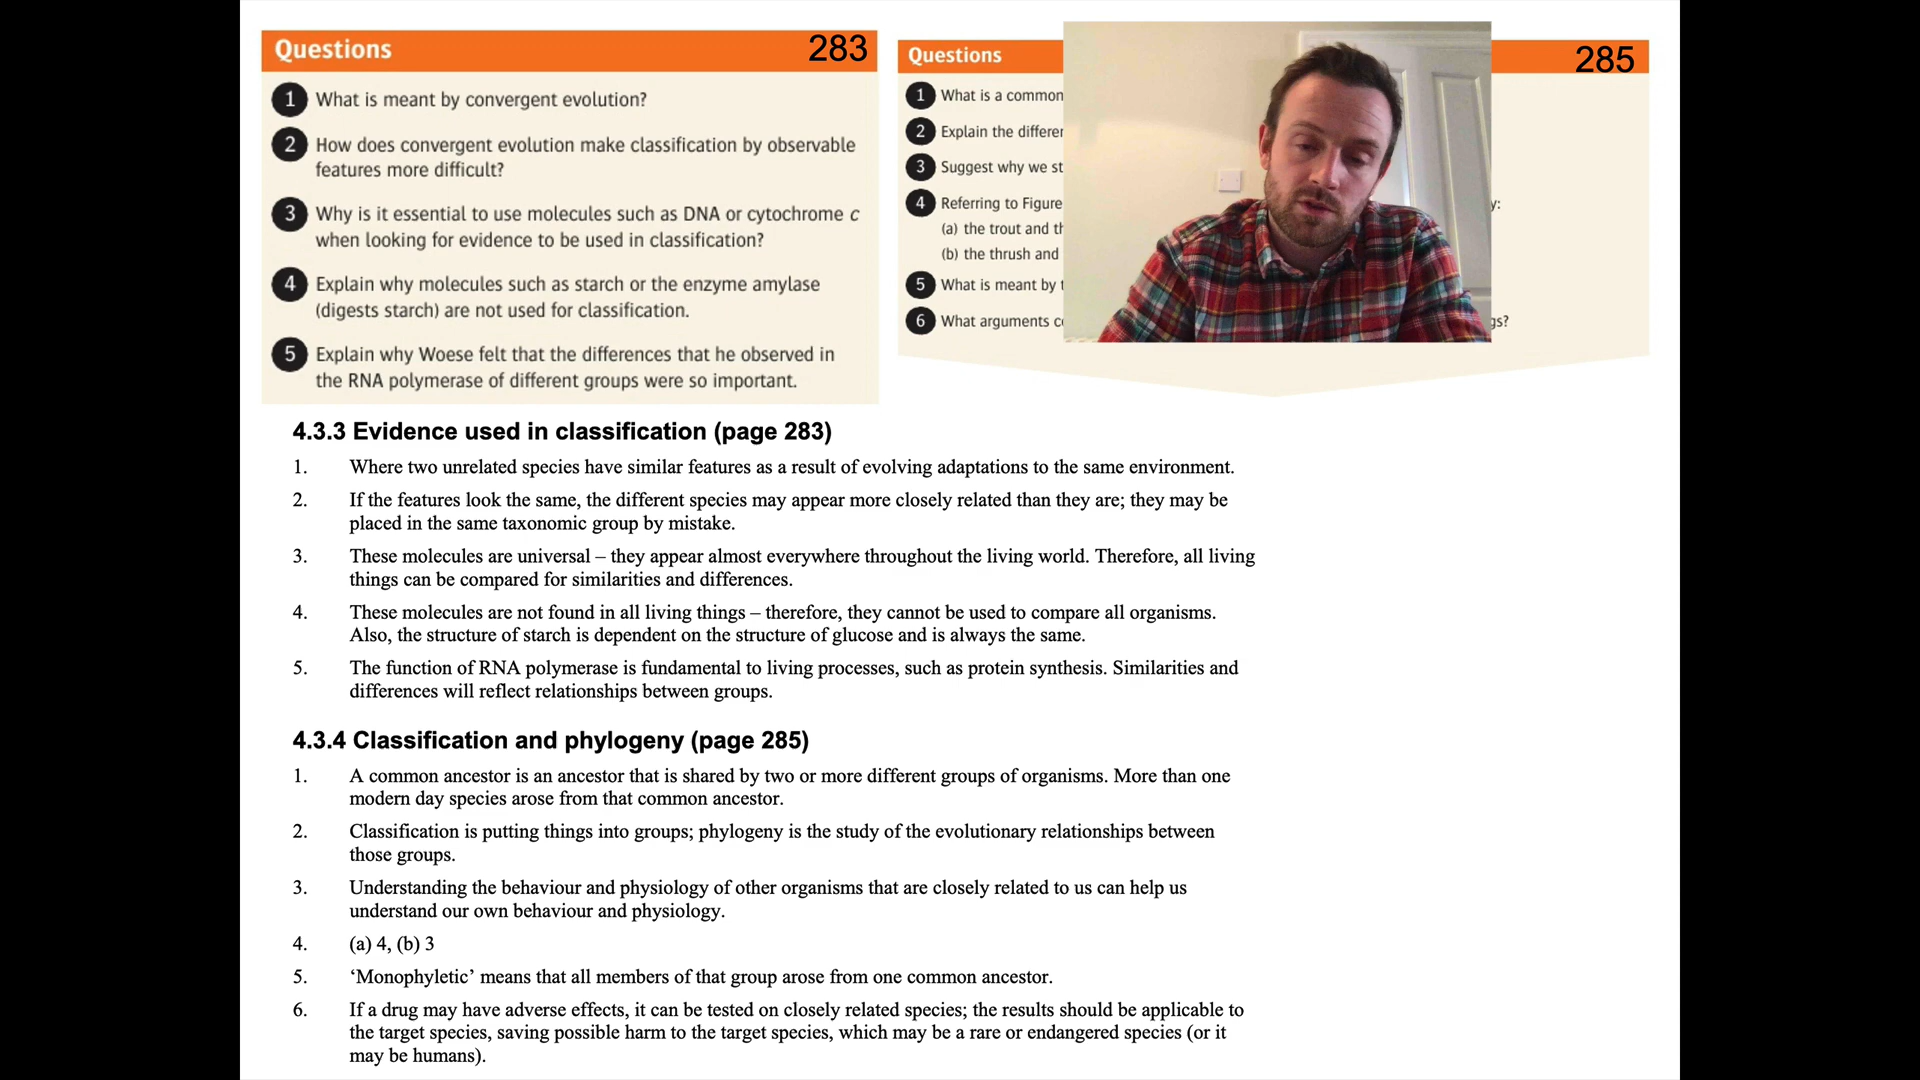 Questions 283
1 What is meant by convergent evolution?
2 How does convergent evolution make classification by observable
features more difficult?
3 Why is it essential to use molecules such as DNA or cytochrome c
when looking for evidence to be used in classification?
4 Explain why molecules such as starch or the enzyme amylase
(digests starch) are not used for classification.
5 Explain why Woese felt that the differences that he observed in
the RNA polymerase of different groups were so important.
Questions 285
1 What is a common
2 Explain the
3 Suggest why we
4 Referring to Figure
(a) the trout and
(b) the thrush and
5 What is meant by
6 What arguments
4.3.3 Evidence used in classification (page 283)
1. Where two unrelated species have similar features as a result of evolving adaptations to the same environment.
2. If the features look the same, the different species may appear more closely related than they are; they may be
placed in the same taxonomic group by mistake.
3. These molecules are universal – they appear almost everywhere throughout the living world. Therefore, all living
things can be compared for similarities and differences.
4. These molecules are not found in all living things – therefore, they cannot be used to compare all organisms.
Also, the structure of starch is dependent on the structure of glucose and is always the same.
5. The function of RNA polymerase is fundamental to living processes, such as protein synthesis. Similarities and
differences will reflect relationships between groups.
4.3.4 Classification and phylogeny (page 285)
1. A common ancestor is an ancestor that is shared by two or more different groups of organisms. More than one
modern day species arose from that common ancestor.
2. Classification is putting things into groups; phylogeny is the study of the evolutionary relationships between
those groups.
3. Understanding the behaviour and physiology of other organisms that are closely related to us can help us
understand our own behaviour and physiology.
4. (a) 4, (b) 3
5. ‘Monophyletic’ means that all members of that group arose from one common ancestor.
6. If a drug may have adverse effects, it can be tested on closely related species; the results should be applicable to
the target species, saving possible harm to the target species, which may be a rare or endangered species (or it
may be humans).